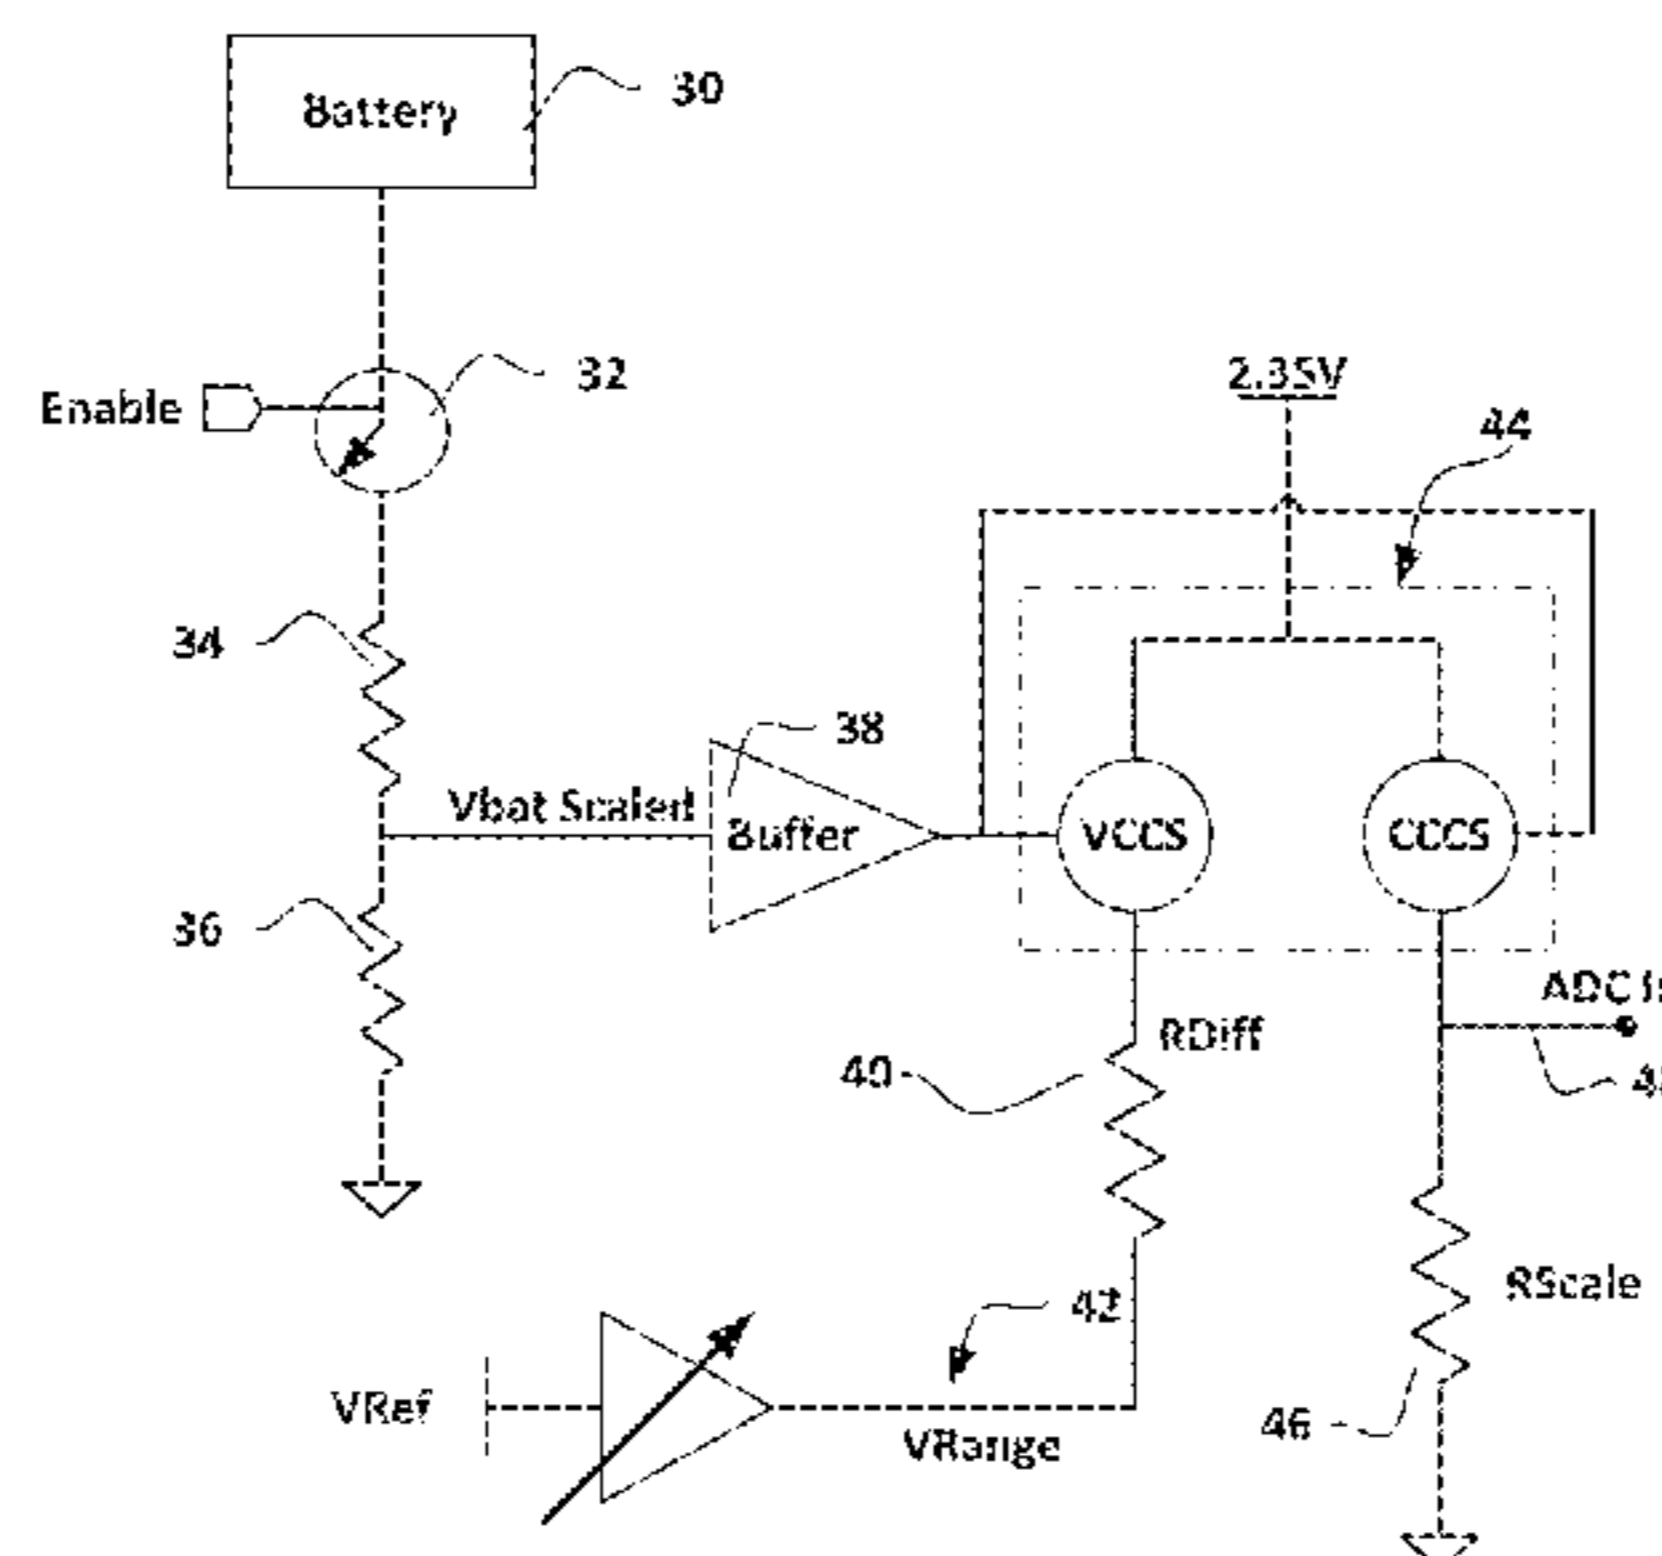 Battery
30
Enable
32
2.35V
44
34
38
Vbat Scaled
Buffer
VCCS
CCCS
36
ADC
RDiff
40
42
RScale
VRef
VRange
46